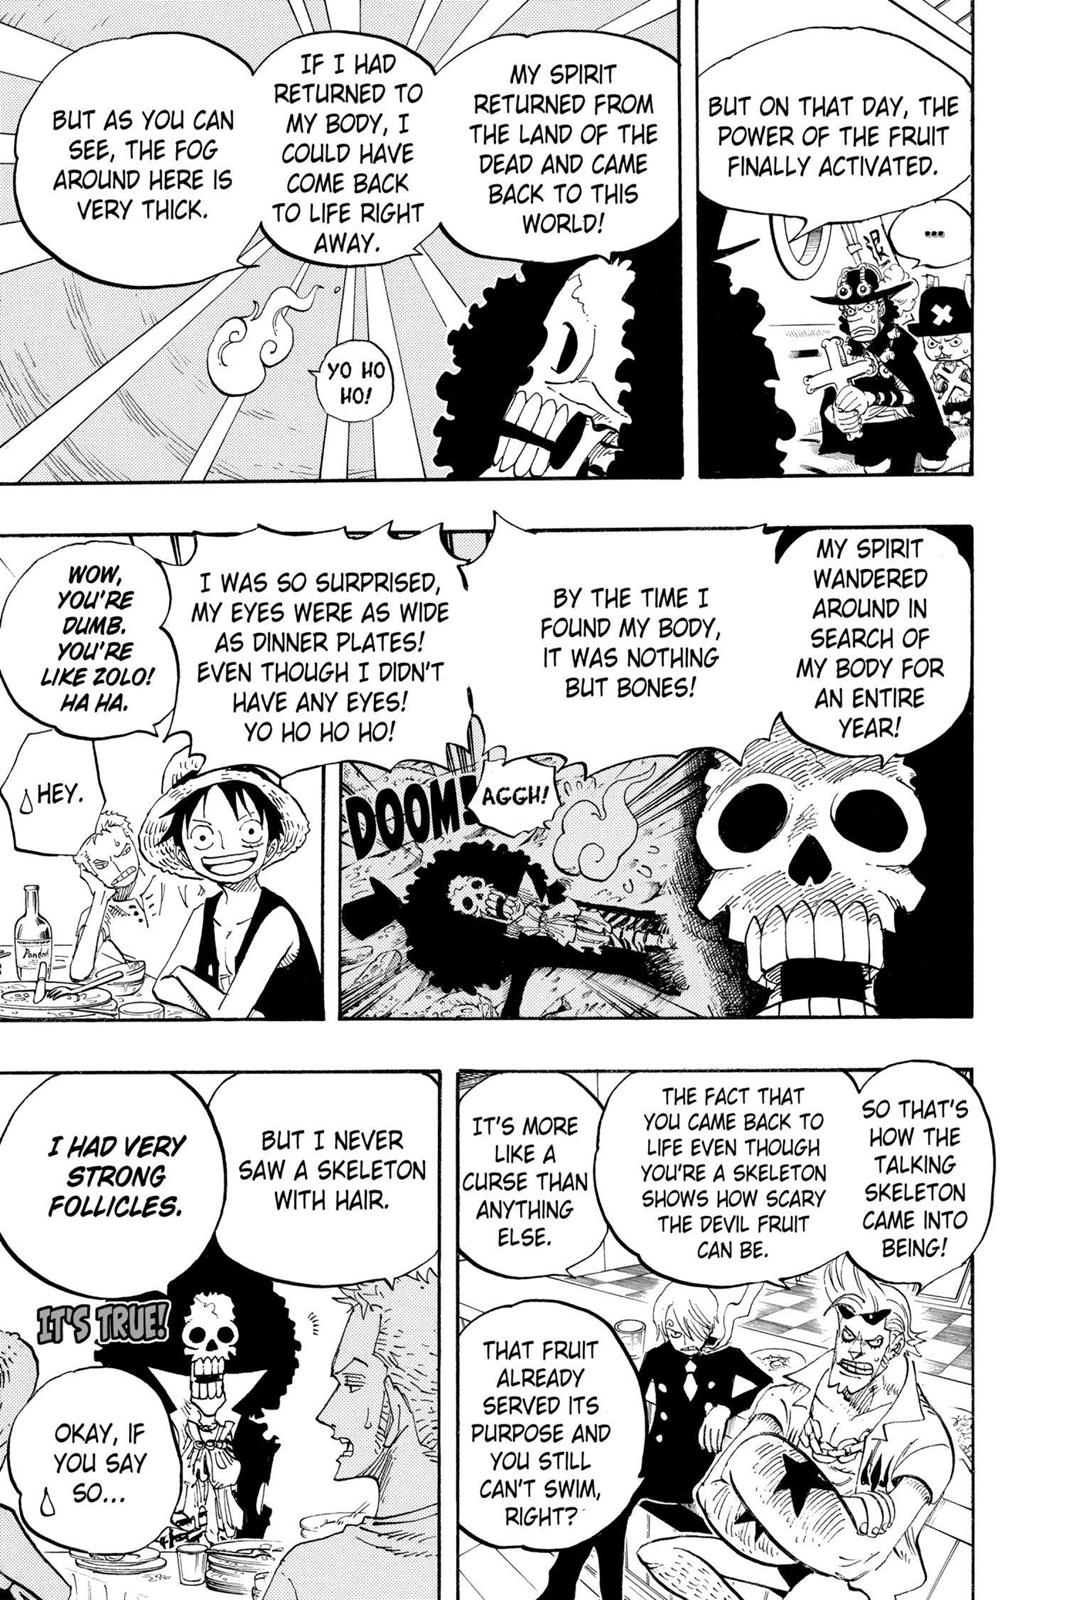 BUT ON THAT DAY, THE
POWER OF THE FRUIT
FINALLY ACTIVATED.
...
退
MY SPIRIT
RETURNED FROM
THE LAND OF THE
DEAD AND CAME
BACK TO THIS
WORLD!
IF I HAD
RETURNED TO
MY BODY, I
COULD HAVE
COME BACK
TO LIFE RIGHT
AWAY.
BUT AS YOU CAN
SEE, THE FOG
AROUND HERE IS
VERY THICK.
YO HO
HO!
MY SPIRIT
WANDERED
AROUND IN
SEARCH OF
MY BODY FOR
AN ENTIRE
YEAR!
BY THE TIME I
FOUND MY BODY,
IT WAS NOTHING
BUT BONES!
AGGH!
DOOM!
I WAS SO SURPRISED,
MY EYES WERE AS WIDE
AS DINNER PLATES!
EVEN THOUGH I DIDN'T
HAVE ANY EYES!
YO HO HO HO!
WOW,
YOU'RE
DUMB.
YOU'RE
LIKE ZOLO!
HA HA.
HEY.
SO THAT'S
HOW THE
TALKING
SKELETON
CAME INTO
BEING!
THE FACT THAT
YOU CAME BACK TO
LIFE EVEN THOUGH
YOU'RE A SKELETON
SHOWS HOW SCARY
THE DEVIL FRUIT
CAN BE.
IT'S MORE
LIKE A
CURSE THAN
ANYTHING
ELSE.
THAT FRUIT
ALREADY
SERVED ITS
PURPOSE AND
YOU STILL
CAN'T SWIM,
RIGHT?
BUT I NEVER
SAW A SKELETON
WITH HAIR.
I HAD VERY
STRONG
FOLLICLES.
IT'S TRUE!
OKAY, IF
YOU SAY
SO...